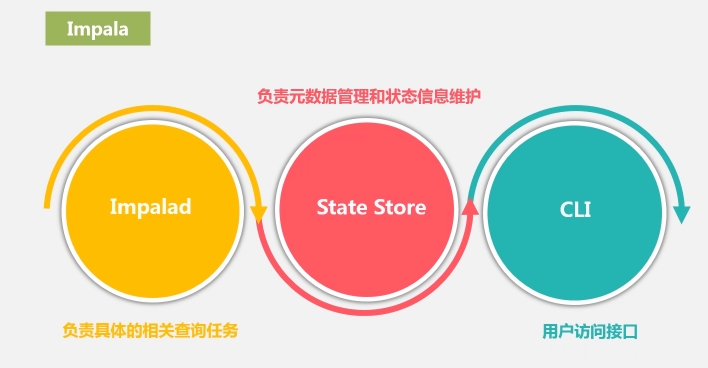 Impala
负责元数据管理和状态信息维护
Impalad
State Store
CLI
负责具体的相关查询任务
用户访问接口